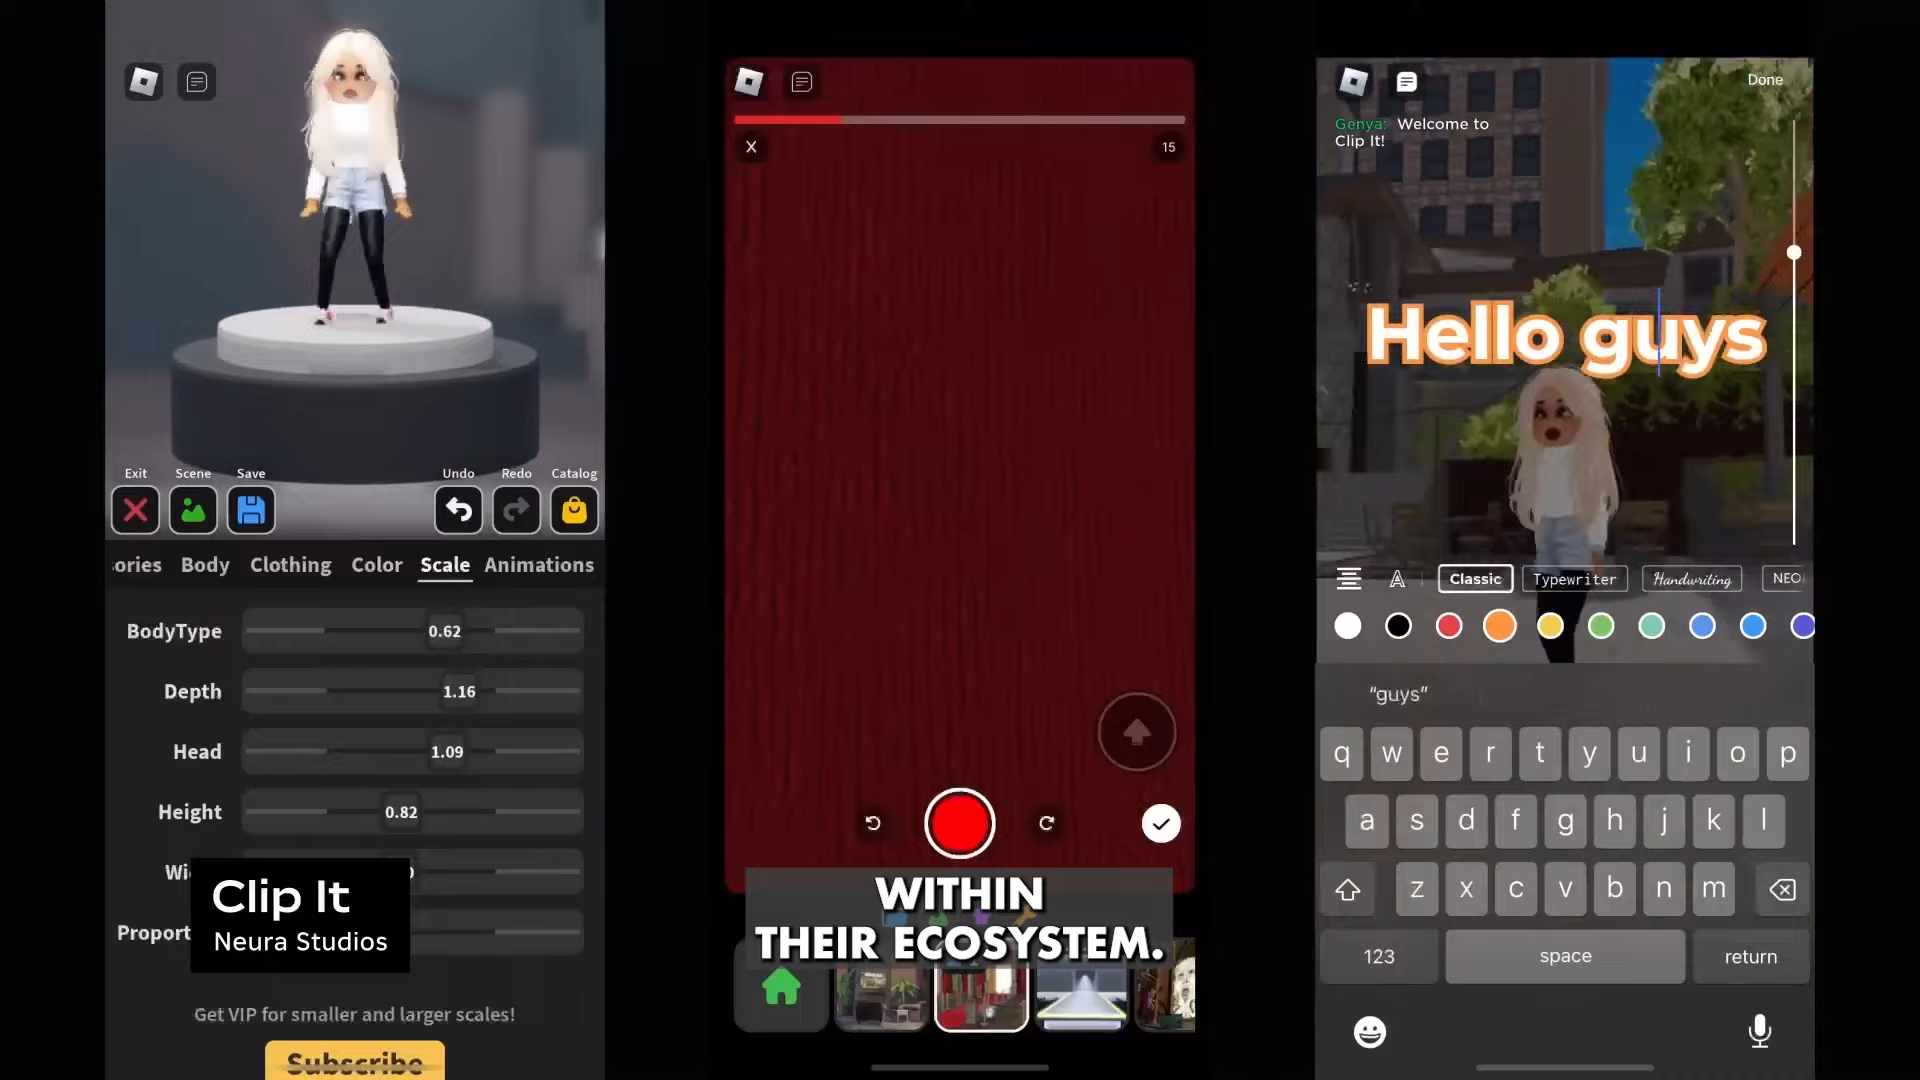 Exit
Scene
Save
Undo
Redo
Catalog
ories
Body
Clothing
Color
Scale
Animations
BodyType
0.62
Depth
1.16
Head
1.09
Height
0.82
Wi
Proport
Clip It
Neura Studios
Get VIP for smaller and larger scales!
Subscribe
X
15
WITHIN
THEIR ECOSYSTEM.
Done
Genya: Welcome to
Clip It!
Hello guys
A
Classic
Typewriter
Handwriting
NEO
“guys”
q w e r t y u i o p
a s d f g h j k l
z x c v b n m
123
space
return